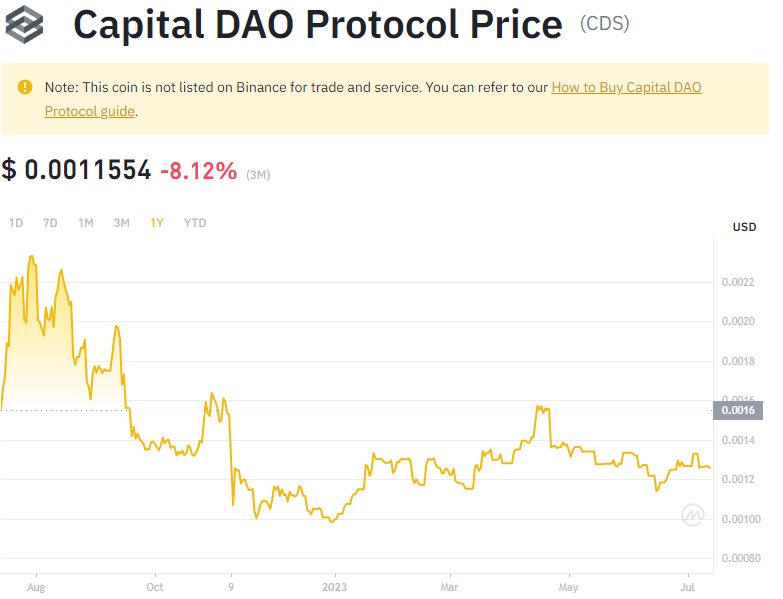 Capital DAO Protocol Price (CDS)
Note: This coin is not listed on Binance for trade and service. You can refer to our How to Buy Capital DAO
Protocol guide.
$ 0.0011554 -8.12% (3M)
1D 7D 1M 3M 1Y YTD
USD
0.0022
0.0020
0.0018
0.0016
0.0016
0.0014
0.0012
0.00100
0.00080
Aug Oct 9 2023 Mar May Jul